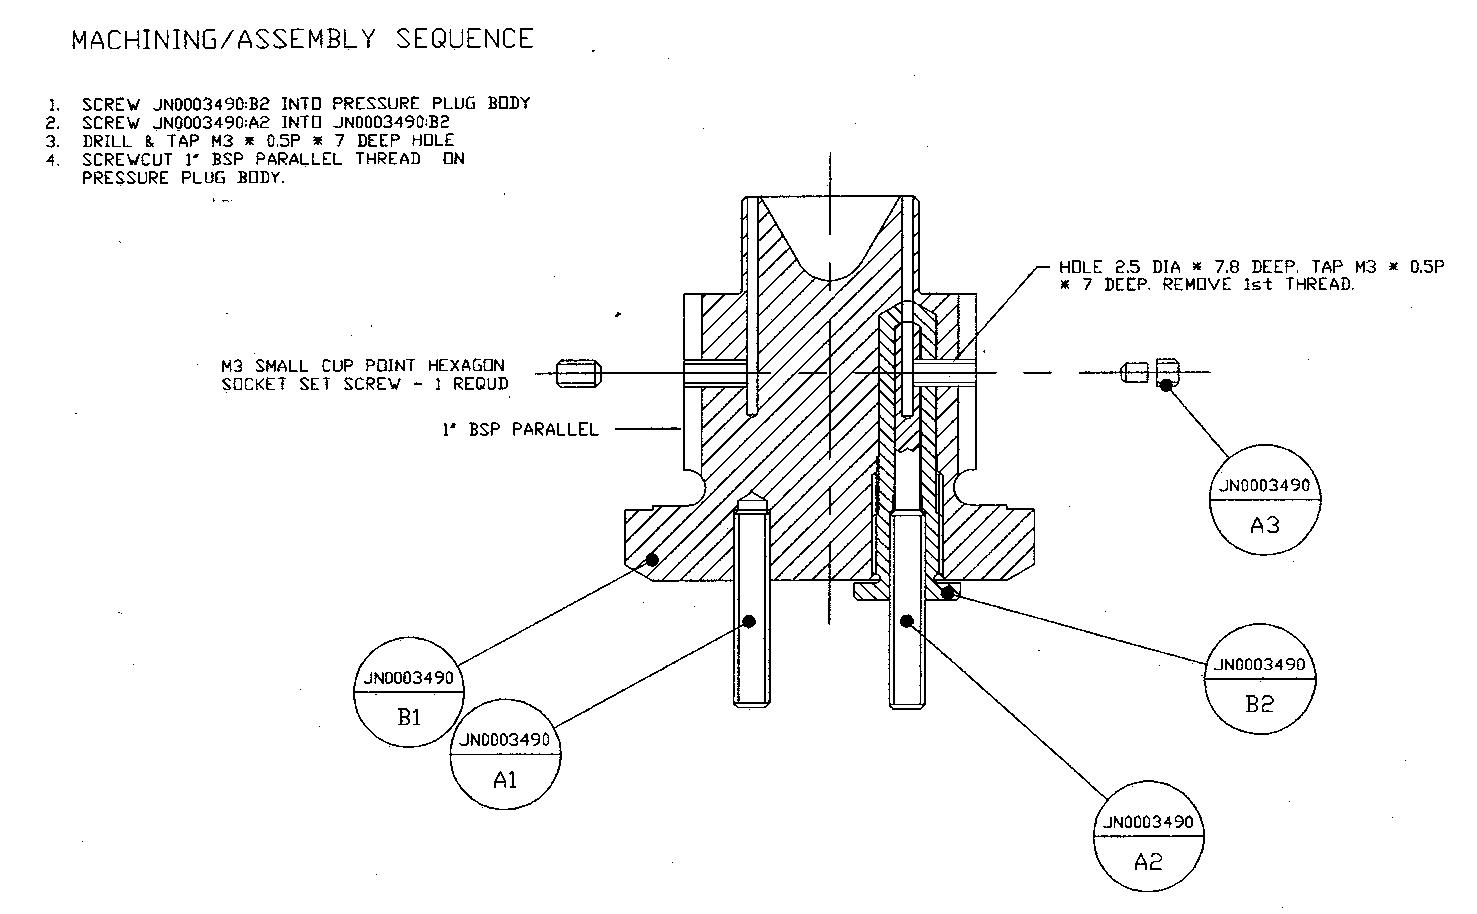 MACHINING/ASSEMBLY SEQUENCE
1. SCREW JN0003490:B2 INTO PRESSURE PLUG BODY
2. SCREW JN0003490:A2 INTO JN0003490:B2
3. DRILL & TAP M3 * 0.5P * 7 DEEP HOLE
4. SCREWCUT 1" BSP PARALLEL THREAD ON
PRESSURE PLUG BODY.
HOLE 2.5 DIA * 7.8 DEEP. TAP M3 * 0.5P
* 7 DEEP. REMOVE 1st THREAD.
M3 SMALL CUP POINT HEXAGON
SOCKET SET SCREW - 1 REQUD
1" BSP PARALLEL
JN0003490
A3
JN0003490
B1
JN0003490
B2
JN0003490
A1
JN0003490
A2